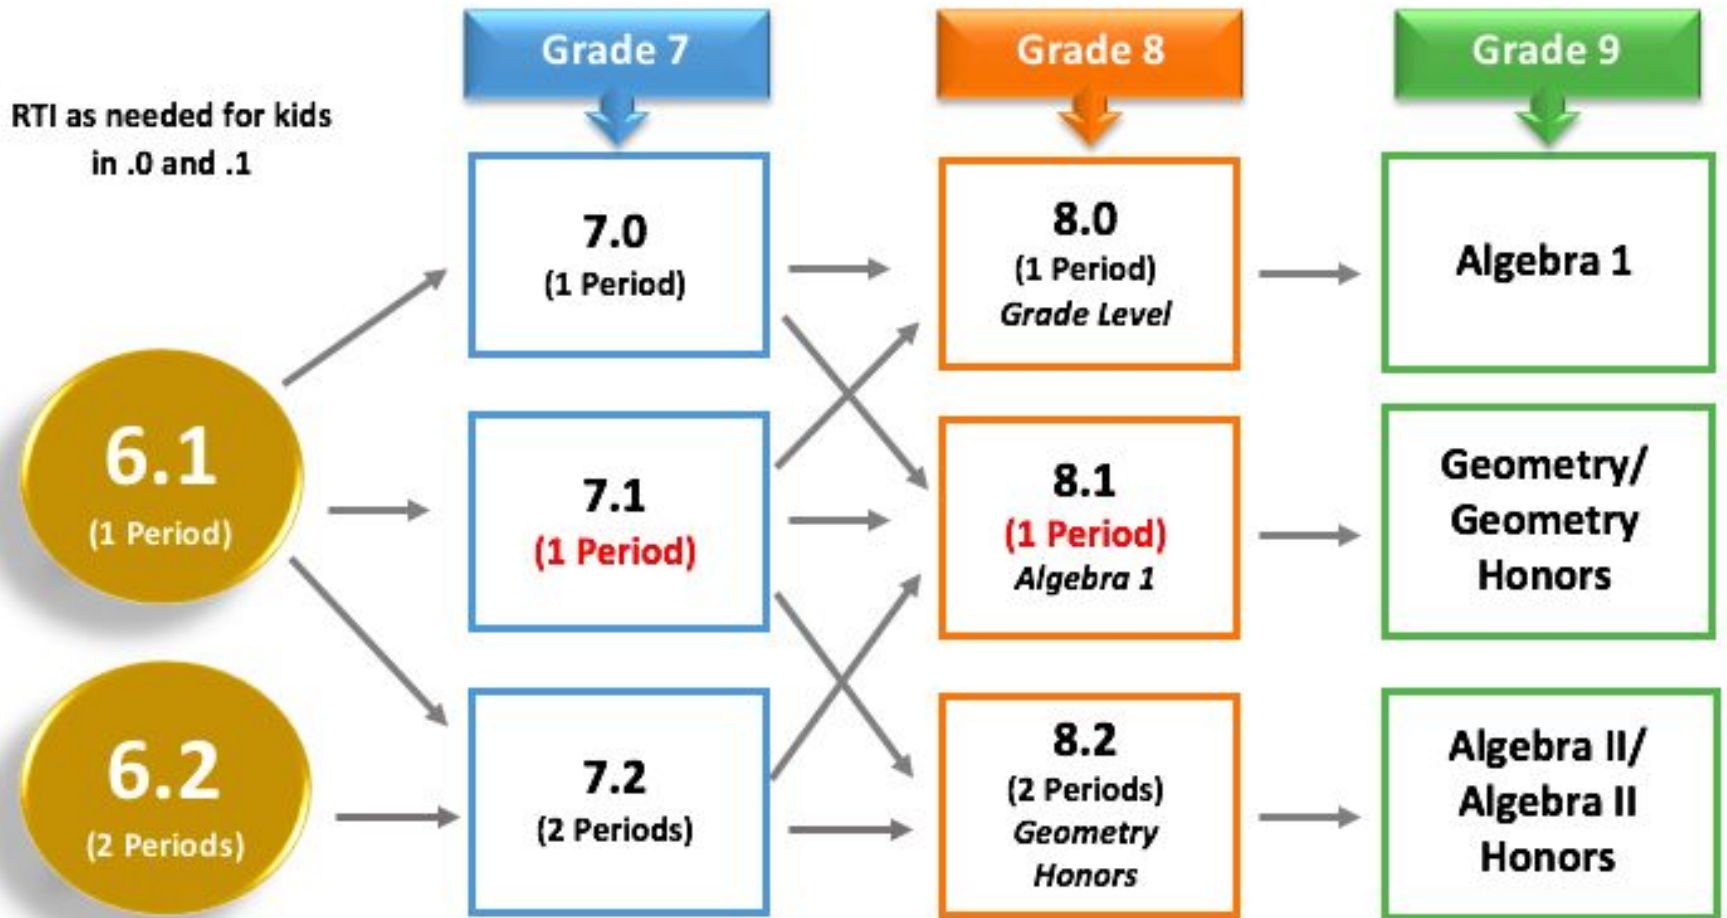 Grade 7
Grade 8
Grade 9
RTI as needed for kids
in .0 and .1
7.0
(1 Period)
8.0
(1 Period)
Grade Level
Algebra 1
6.1
(1 Period)
7.1
(1 Period)
8.1
(1 Period)
Algebra 1
Geometry/
Geometry
Honors
6.2
(2 Periods)
7.2
(2 Periods)
8.2
(2 Periods)
Geometry
Honors
Algebra II/
Algebra II
Honors